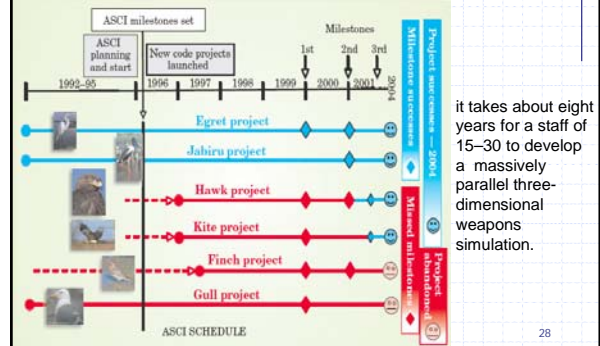 ASCI milestones set
ASCI
planning
and start
New code projects
launched
Milestones
1st
2nd
3rd
1992–95
1996
1997
1998
1999
2000
2001
2004
Egret project
Jabiru project
Hawk project
Kite project
Finch project
Gull project
ASCI SCHEDULE
Milestone successes
Missed milestones
Project successes — 2004
Project
abandoned
it takes about eight
years for a staff of
15–30 to develop
a massively
parallel three-
dimensional
weapons
simulation.
28